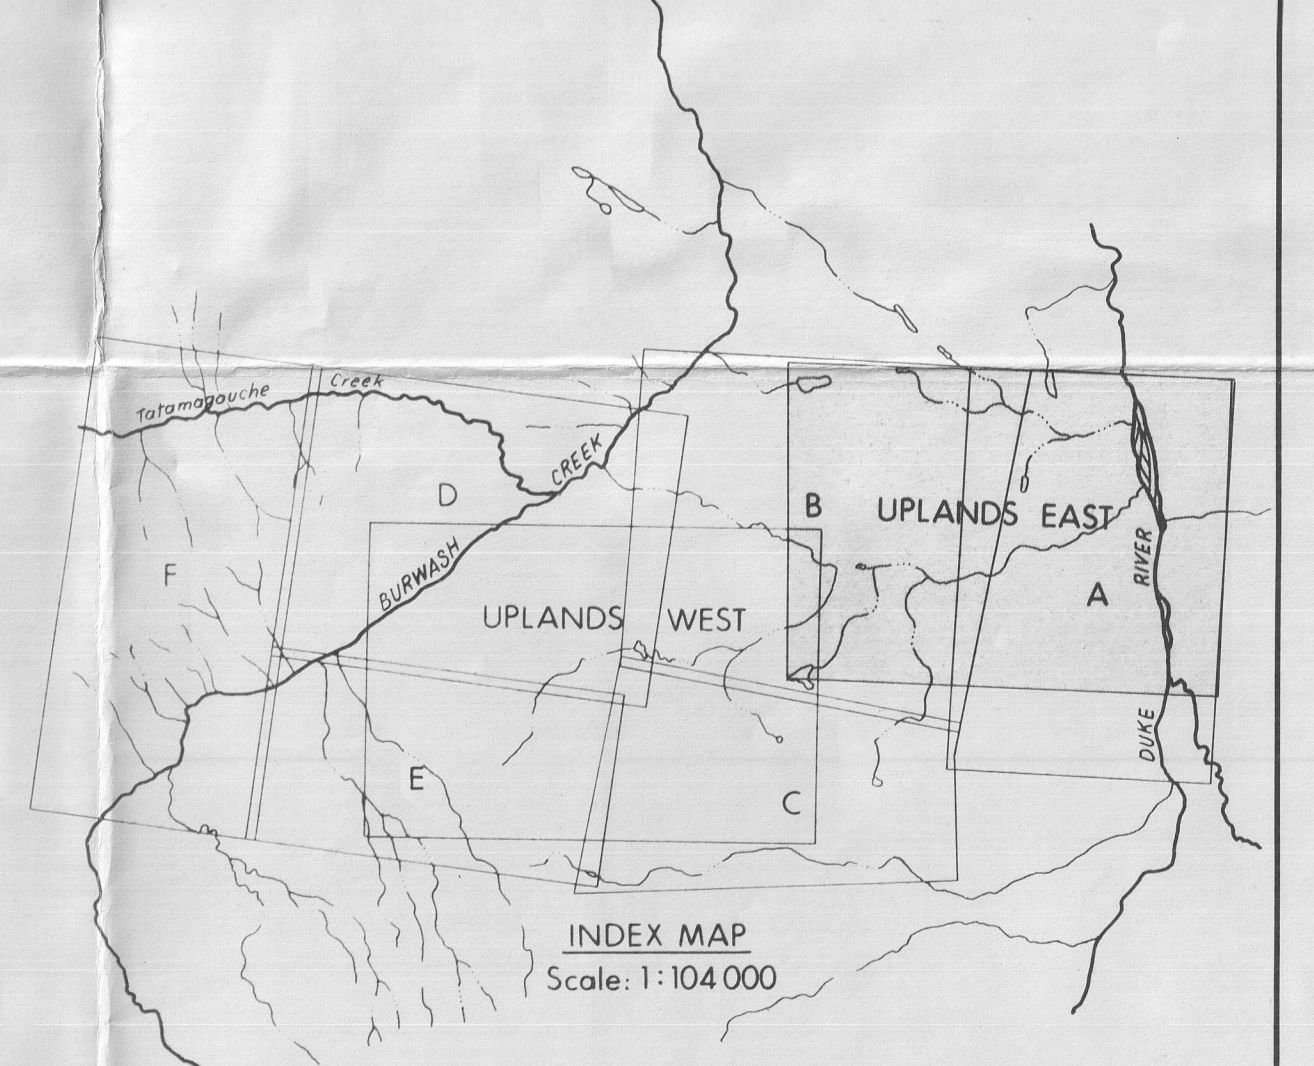 Tatamagouche Creek
D
BURWASH CREEK
B
UPLANDS EAST
F
A
UPLANDS WEST
DUKE RIVER
E
C
INDEX MAP
Scale: 1:104 000